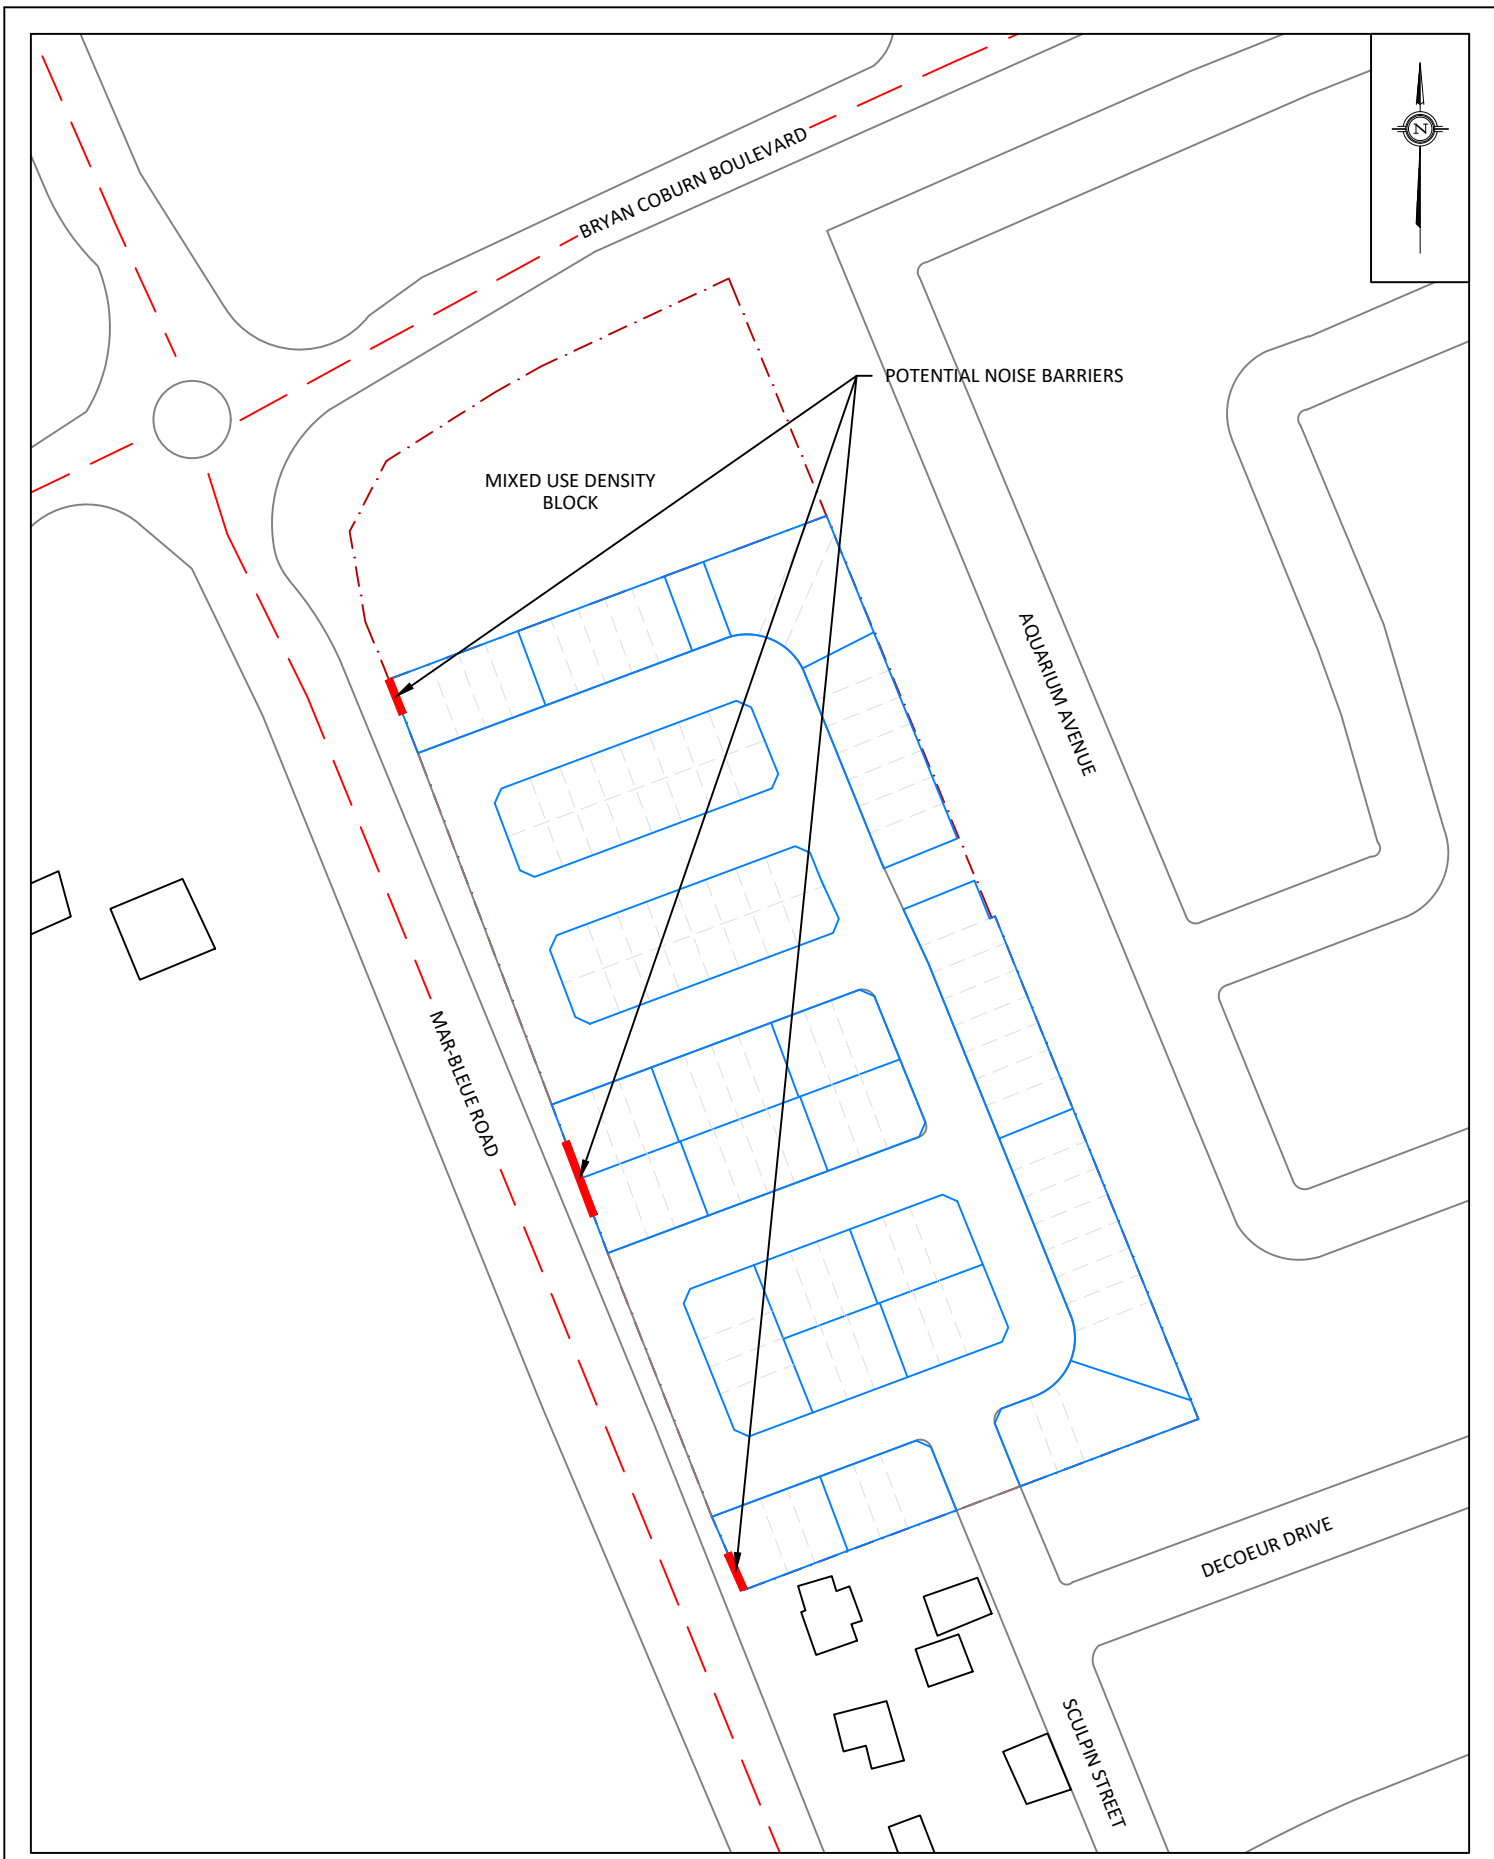 N
BRYAN COBURN BOULEVARD
POTENTIAL NOISE BARRIERS
MIXED USE DENSITY
BLOCK
AQUARIUM AVENUE
MAR-BLEUE ROAD
DECOEUR DRIVE
SCULPIN STREET